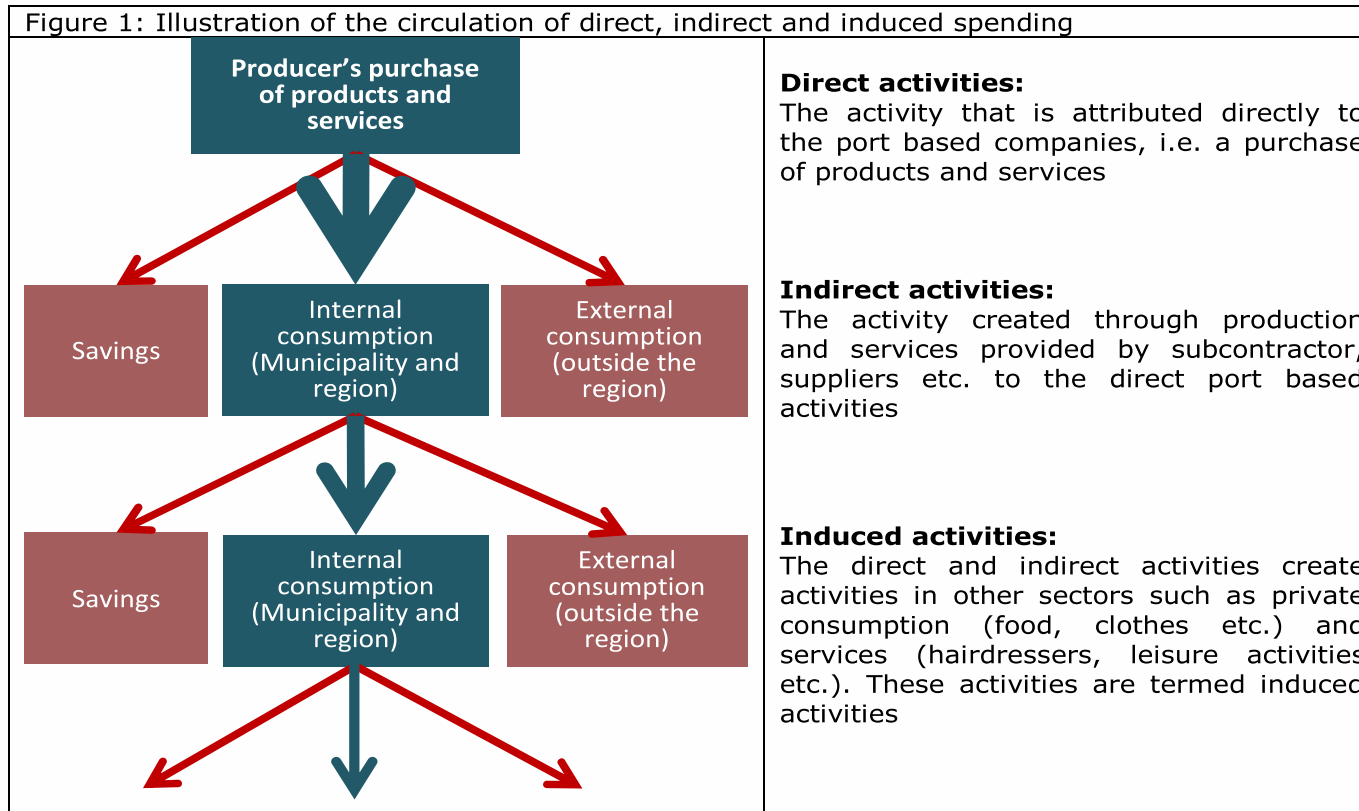 Figure 1: Illustration of the circulation of direct, indirect and induced spending
Producer’s purchase
of products and
services
Direct activities:
The activity that is attributed directly to
the port based companies, i.e. a purchase
of products and services
Savings
Internal
consumption
(Municipality and
region)
External
consumption
(outside the
region)
Indirect activities:
The activity created through production
and services provided by subcontractor,
suppliers etc. to the direct port based
activities
Savings
Internal
consumption
(Municipality and
region)
External
consumption
(outside the
region)
Induced activities:
The direct and indirect activities create
activities in other sectors such as private
consumption (food, clothes etc.) and
services (hairdressers, leisure activities
etc.). These activities are termed induced
activities